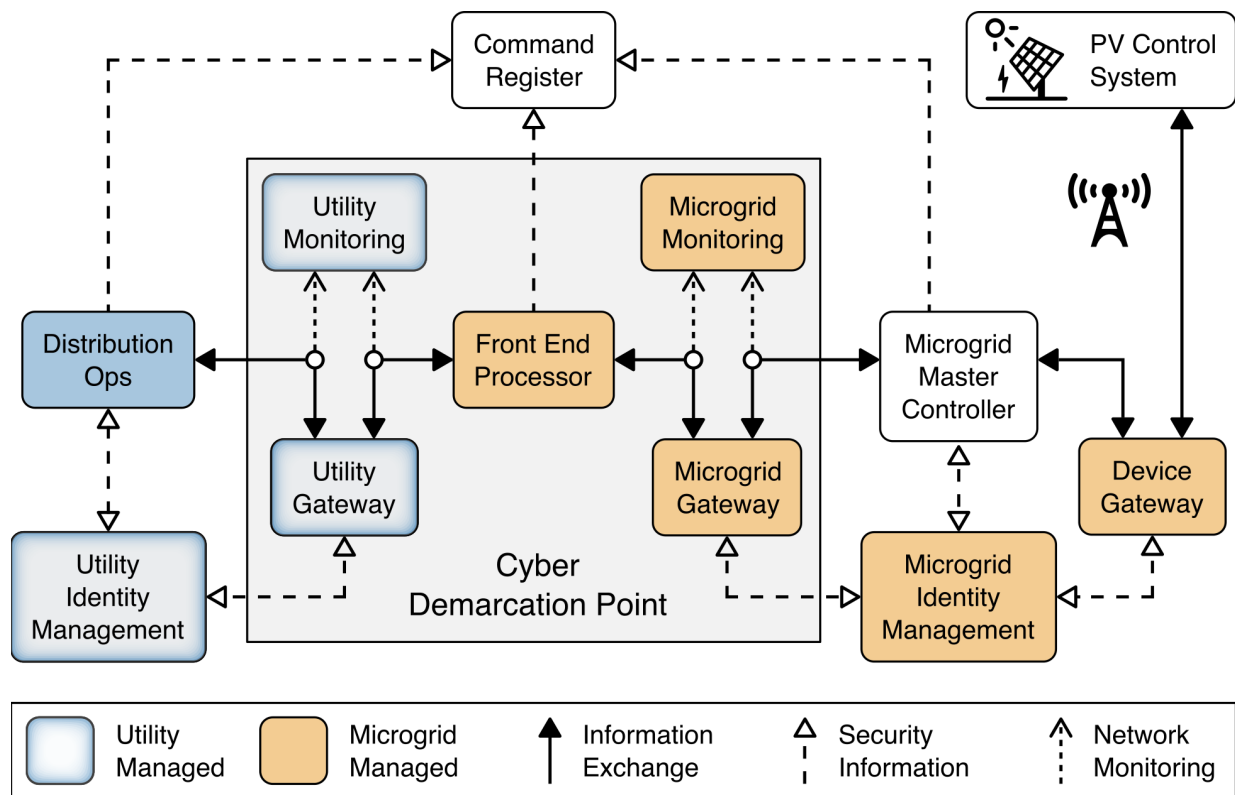 Command
Register
PV Control
System
Utility
Monitoring
Microgrid
Monitoring
Distribution
Ops
Front End
Processor
Microgrid
Master
Controller
Utility
Gateway
Microgrid
Gateway
Device
Gateway
Utility
Identity
Management
Cyber
Demarcation Point
Microgrid
Identity
Management
Utility
Managed
Microgrid
Managed
Information
Exchange
Security
Information
Network
Monitoring